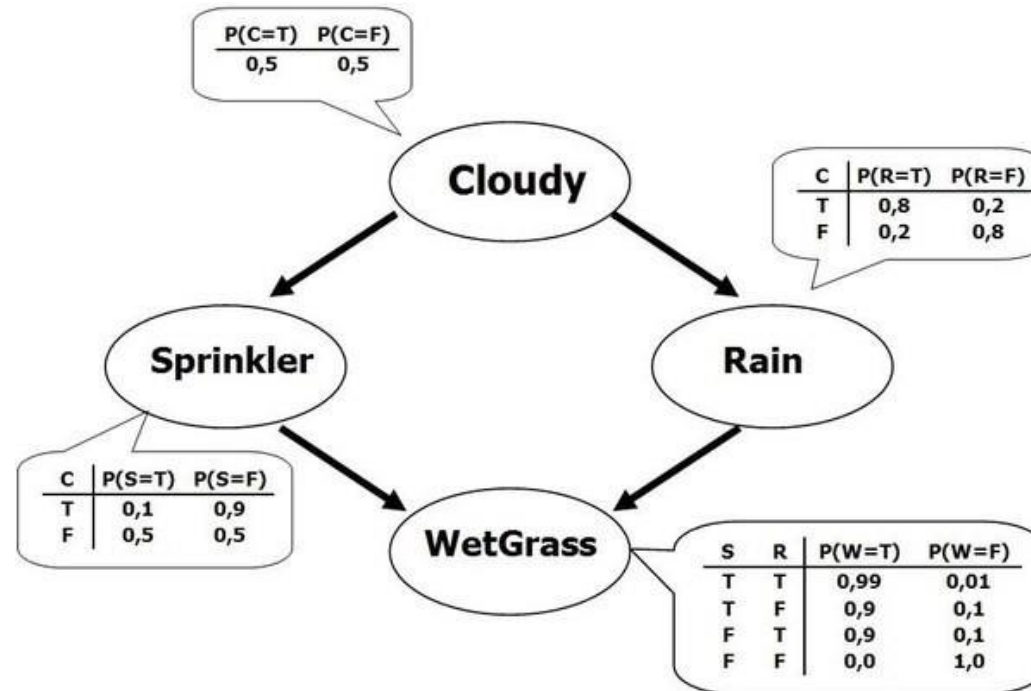 P(C=T) P(C=F)
0,5 0,5
Cloudy
C P(R=T) P(R=F)
T 0,8 0,2
F 0,2 0,8
Sprinkler
Rain
C P(S=T) P(S=F)
T 0,1 0,9
F 0,5 0,5
WetGrass
S R P(W=T) P(W=F)
T T 0,99 0,01
T F 0,9 0,1
F T 0,9 0,1
F F 0,0 1,0